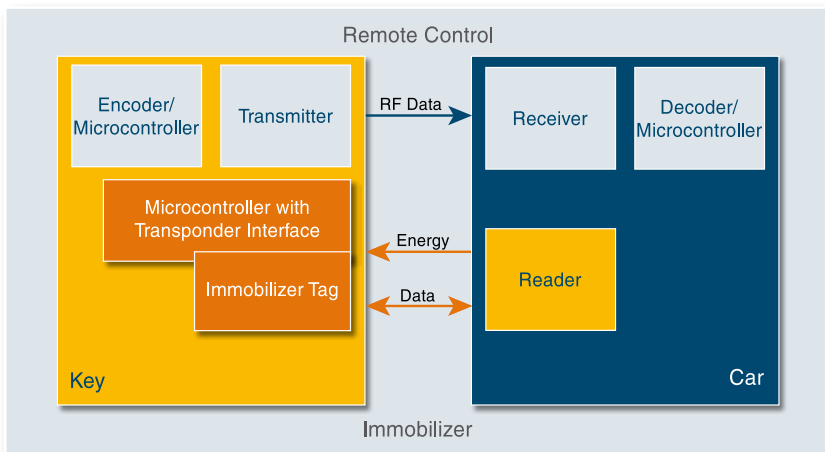 Remote Control
Encoder/
Microcontroller
Transmitter
RF Data
Receiver
Decoder/
Microcontroller
Microcontroller with
Transponder Interface
Energy
Immobilizer Tag
Data
Reader
Key
Car
Immobilizer